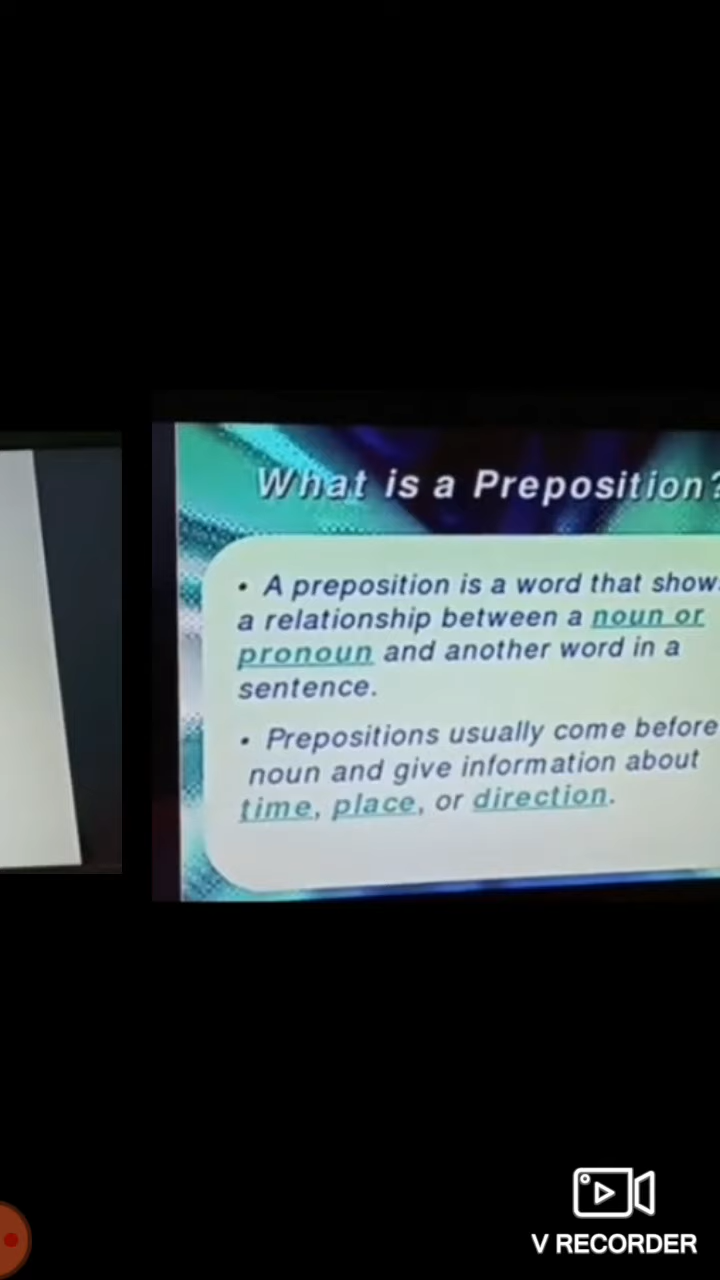 What is a Preposition?
• A preposition is a word that show
a relationship between a noun or
pronoun and another word in a
sentence.
• Prepositions usually come before
noun and give information about
time, place, or direction.
V RECORDER